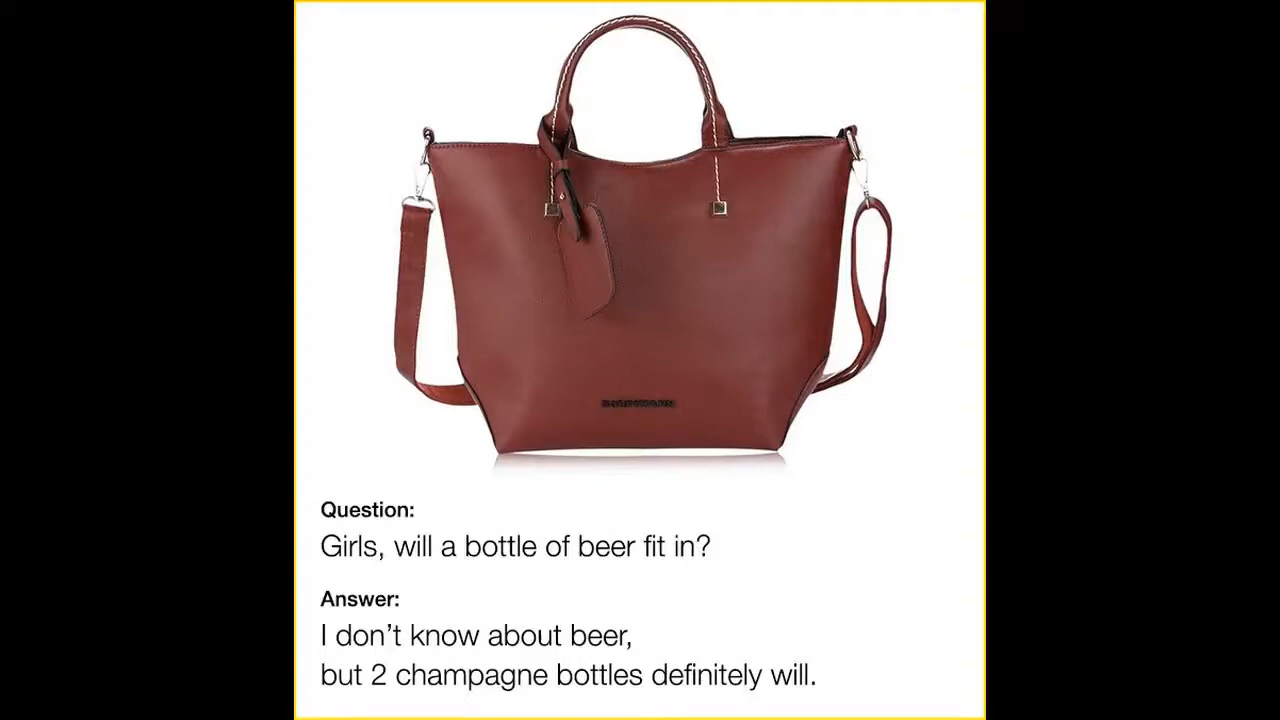 Question:
Girls, will a bottle of beer fit in?
Answer:
I don’t know about beer,
but 2 champagne bottles definitely will.